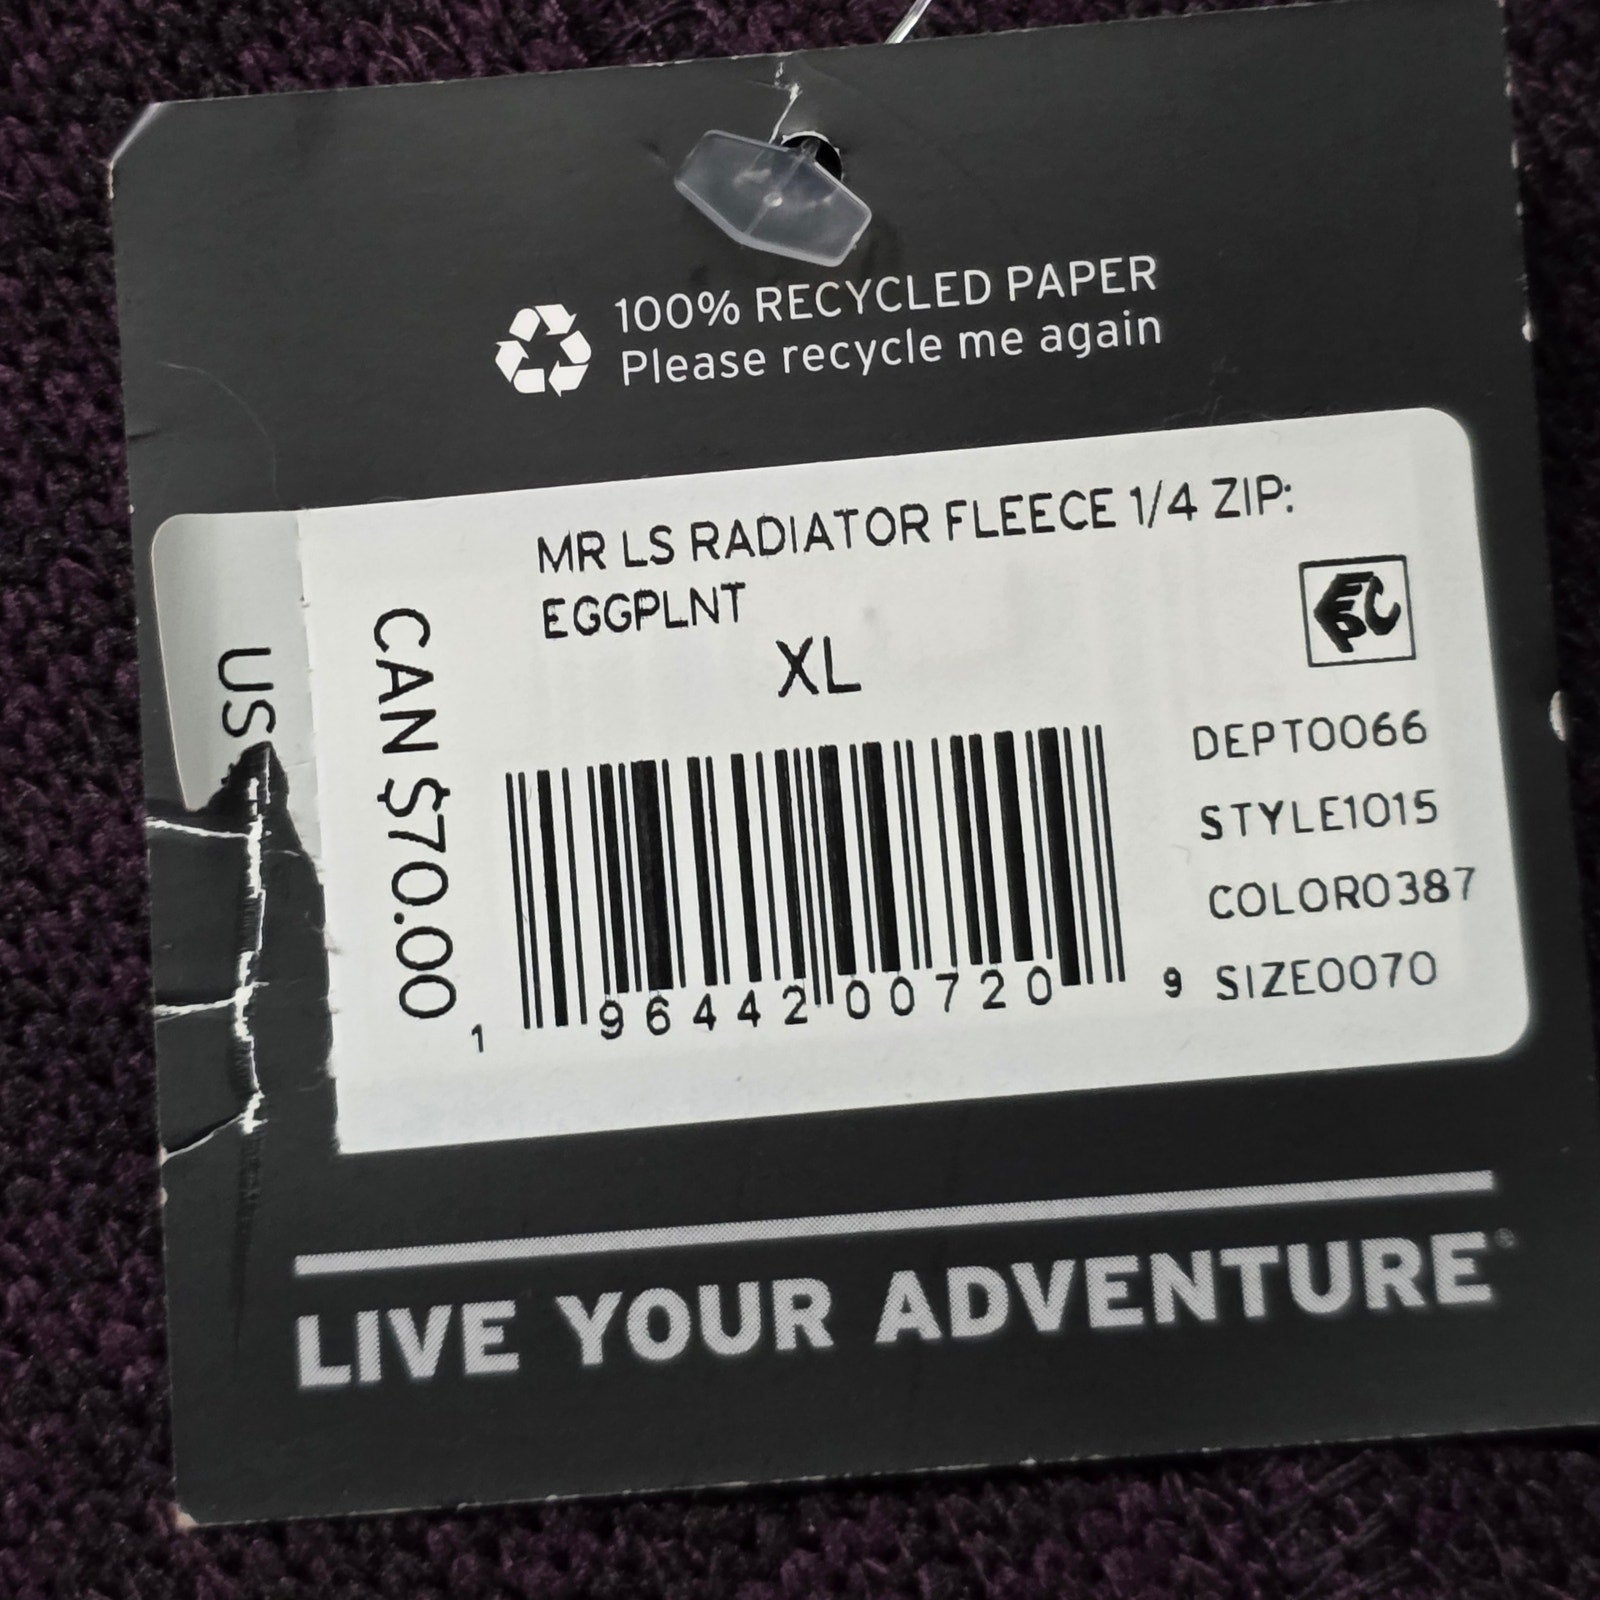 100% RECYCLED PAPER
Please recycle me again
MR LS RADIATOR FLEECE 1/4 ZIP:
EGGPLNT
XL
US
CAN $70.00
DEPT0066
STYLE1015
COLOR0387
SIZE0070
1 96442 00720 9
LIVE YOUR ADVENTURE®